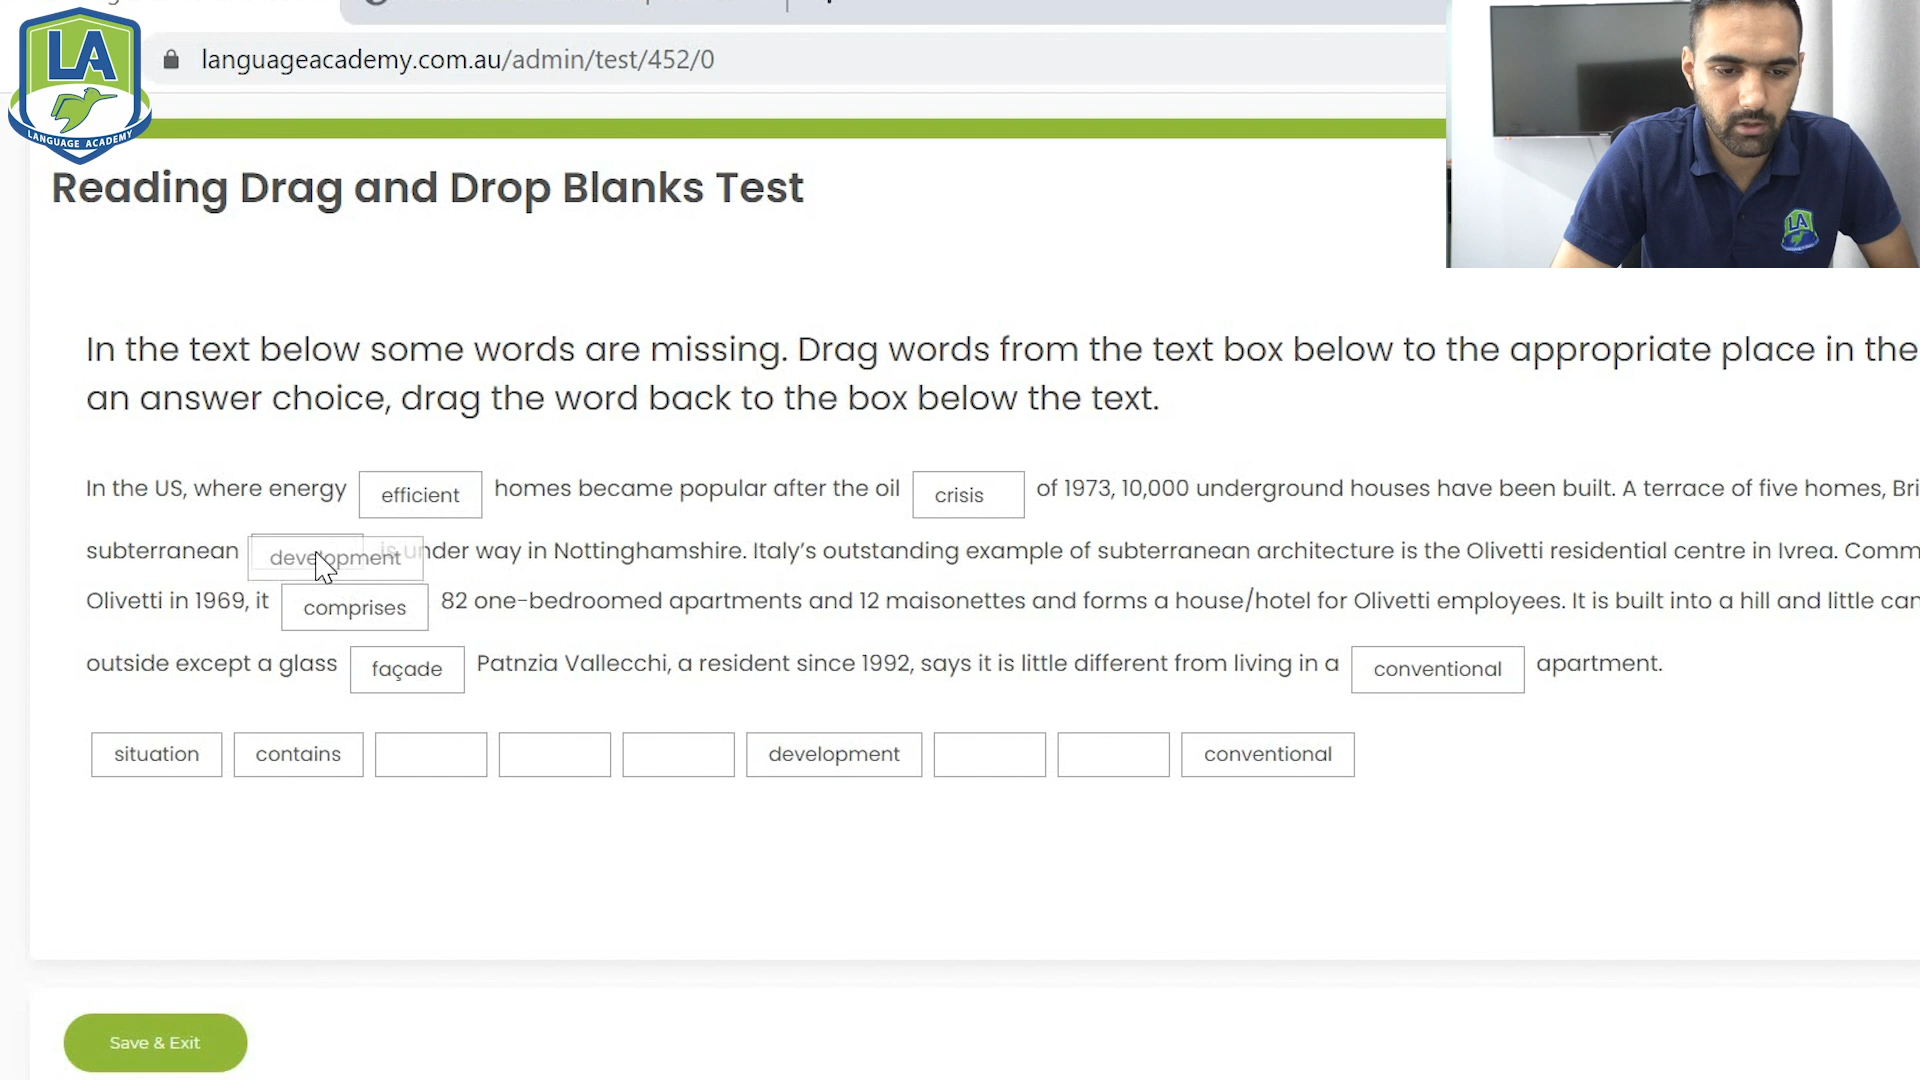 LA
LANGUAGE ACADEMY
languageacademy.com.au/admin/test/452/0
LA
Reading Drag and Drop Blanks Test
In the text below some words are missing. Drag words from the text box below to the appropriate place in the
an answer choice, drag the word back to the box below the text.
In the US, where energy efficient homes became popular after the oil crisis of 1973, 10,000 underground houses have been built. A terrace of five homes, Bri
subterranean development is under way in Nottinghamshire. Italy's outstanding example of subterranean architecture is the Olivetti residential centre in Ivrea. Comm
Olivetti in 1969, it comprises 82 one-bedroomed apartments and 12 maisonettes and forms a house/hotel for Olivetti employees. It is built into a hill and little can
outside except a glass façade Patnzia Vallecchi, a resident since 1992, says it is little different from living in a conventional apartment.
situation contains development conventional
Save & Exit